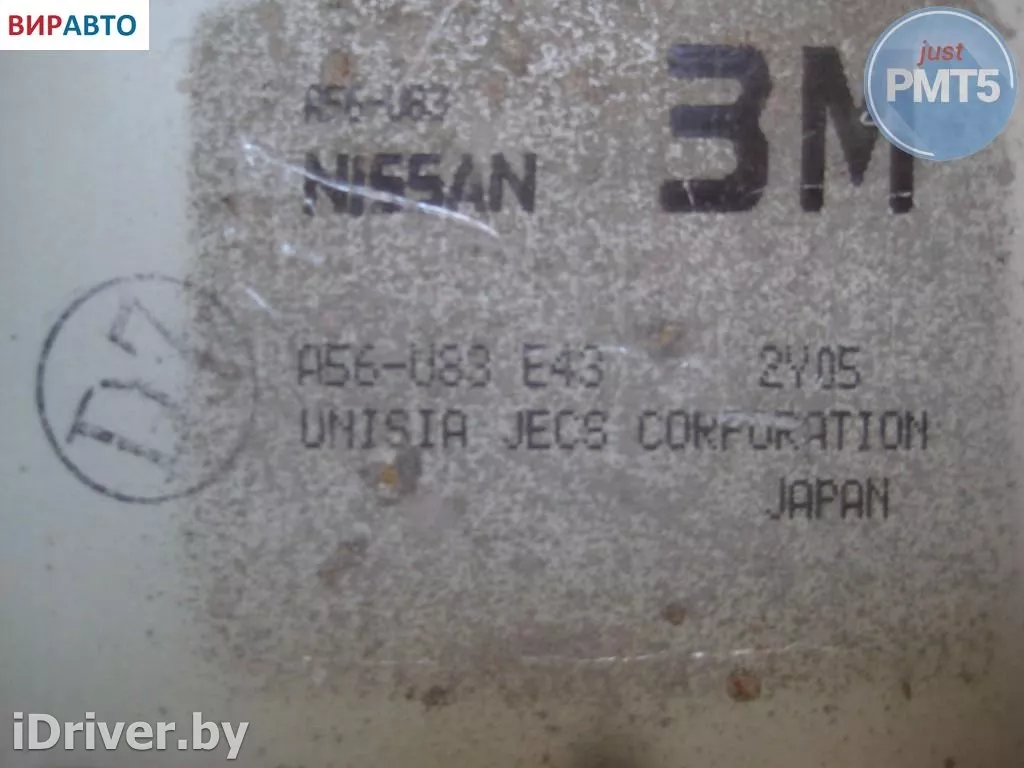 ВИРАВТО
just
PMT5
A56-U83
3M
NISSAN
A56-U83 E43 2Y05
UNISIA JECS CORPORATION
JAPAN
iDriver.by